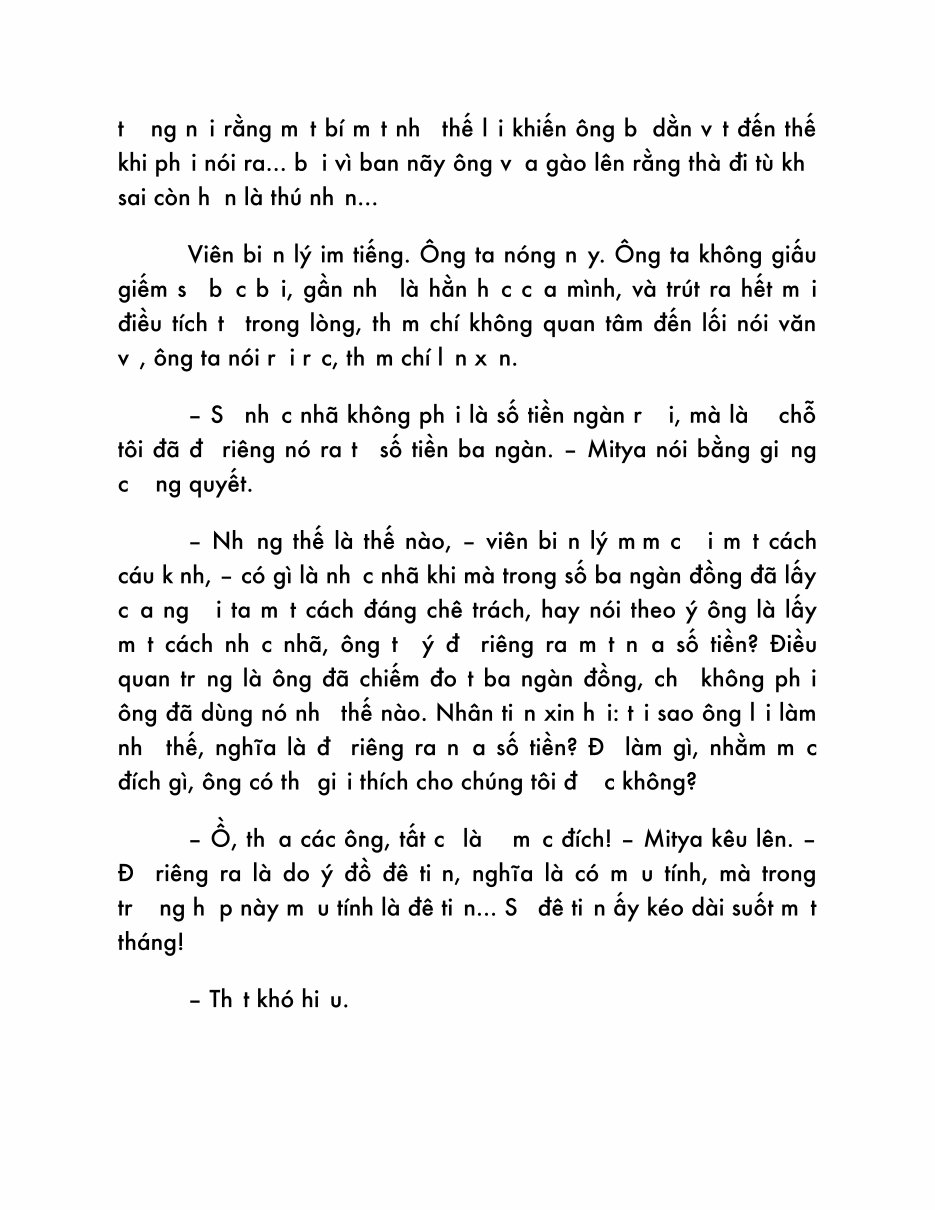 t ng n i rằng m t bí m t nh thế l i khiến ông b dằn v t đến thế
khi ph i nói ra... b i vì ban nãy ông v a gào lên rằng thà đi tù kh
sai còn h n là thú nh n...
Viên bi n lý im tiếng. Ông ta nóng n y. Ông ta không giấu
giếm s b c b i, gần nh là hằn h c c a mình, và trút ra hết m i
điều tích t trong lòng, th m chí không quan tâm đến lối nói văn
v , ông ta nói r i r c, th m chí l n x n.
– S nh c nhã không ph i là số tiền ngàn r i, mà là chỗ
tôi đã đ riêng nó ra t số tiền ba ngàn. – Mitya nói bằng gi ng
c ng quyết.
– Nh ng thế là thế nào, – viên bi n lý m m c i m t cách
cáu k nh, – có gì là nh c nhã khi mà trong số ba ngàn đồng đã lấy
c a ng i ta m t cách đáng chê trách, hay nói theo ý ông là lấy
m t cách nh c nhã, ông t ý đ riêng ra m t n a số tiền? Điều
quan tr ng là ông đã chiếm đo t ba ngàn đồng, ch không ph i
ông đã dùng nó nh thế nào. Nhân ti n xin h i: t i sao ông l i làm
nh thế, nghĩa là đ riêng ra n a số tiền? Đ làm gì, nhằm m c
đích gì, ông có th gi i thích cho chúng tôi đ c không?
– Ồ, th a các ông, tất c là m c đích! – Mitya kêu lên. –
Đ riêng ra là do ý đồ đê ti n, nghĩa là có m u tính, mà trong
tr ng h p này m u tính là đê ti n... S đê ti n ấy kéo dài suốt m t
tháng!
– Th t khó hi u.